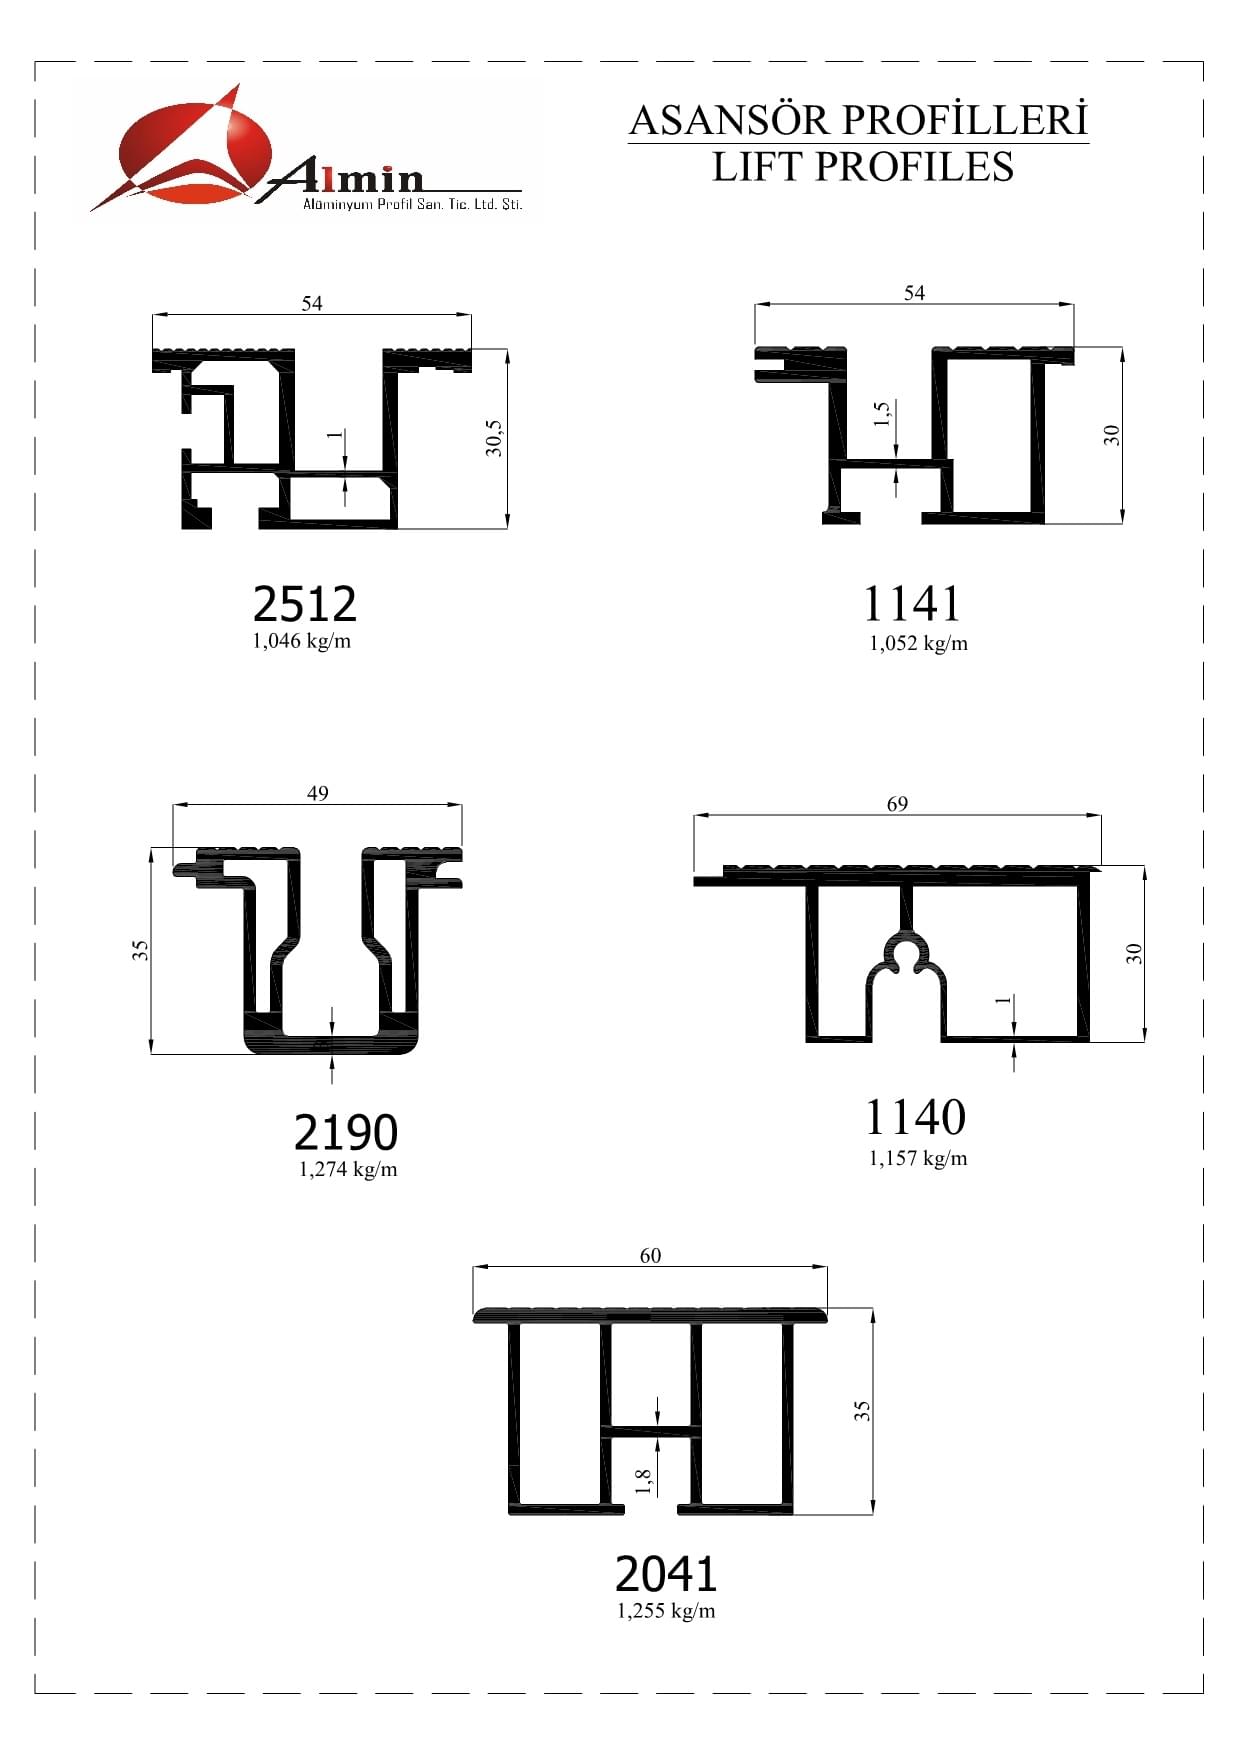 Almin
Alüminyum Profil San. Tic. Ltd. Şti.
ASANSÖR PROFİLLERİ
LIFT PROFILES
54
30,5
1
2512
1,046 kg/m
54
1,5
30
1141
1,052 kg/m
49
35
2190
1,274 kg/m
69
30
1
1140
1,157 kg/m
60
35
1,8
2041
1,255 kg/m